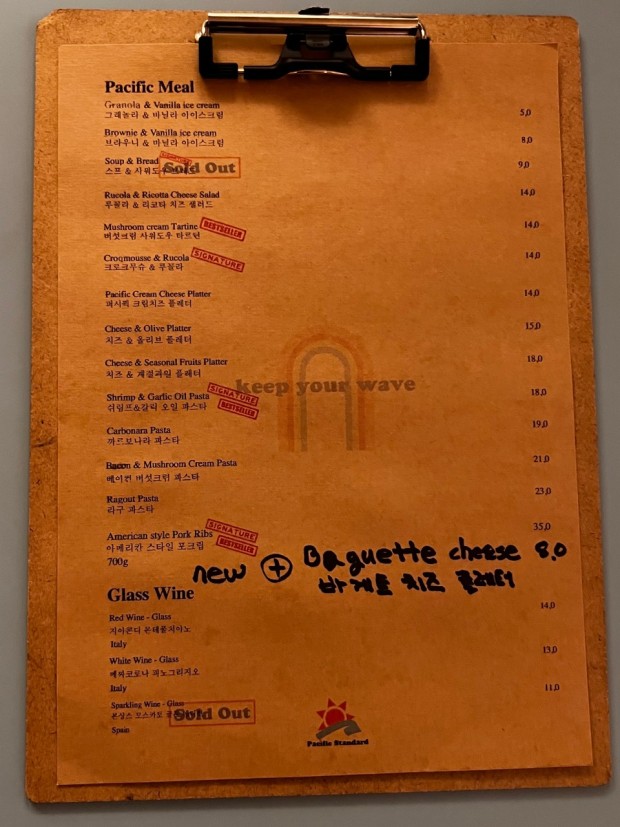 Pacific Meal
Granola & Vanilla ice cream 5,0
그래놀라 & 바닐라 아이스크림
Brownie & Vanilla ice cream 8,0
브라우니 & 바닐라 아이스크림
SIGNATURE
Soup & Bread Sold Out 9,0
스프 & 사워도우
Rucola & Ricotta Cheese Salad 14,0
루꼴라 & 리코타 치즈 샐러드
Mushroom cream Tartine BESTSELLER 14,0
버섯크림 사워도우 타르틴
Croqmousse & Rucola SIGNATURE 14,0
크로크무슈 & 루꼴라
Pacific Cream Cheese Platter 14,0
퍼시픽 크림치즈 플레터
Cheese & Olive Platter 15,0
치즈 & 올리브 플레터
Cheese & Seasonal Fruits Platter 18,0
치즈 & 계절과일 플레터
keep your wave
SIGNATURE
Shrimp & Garlic Oil Pasta BESTSELLER 18,0
쉬림프&갈릭 오일 파스타
Carbonara Pasta 19,0
까르보나라 파스타
Bacon & Mushroom Cream Pasta 21,0
베이컨 버섯크림 파스타
Ragout Pasta 23,0
라구 파스타
SIGNATURE
American style Pork Ribs BESTSELLER 35,0
아메리칸 스타일 포크립
700g
new + Baguette cheese 8,0
바게트 치즈 플레터
Glass Wine
Red Wine - Glass 14,0
지아콘디 몬테풀치아노
Italy
White Wine - Glass 13,0
메짜코로나 피노그리지오
Italy
Sparkling Wine - Glass Sold Out 11,0
모스카토
Spain
Pacific Standard